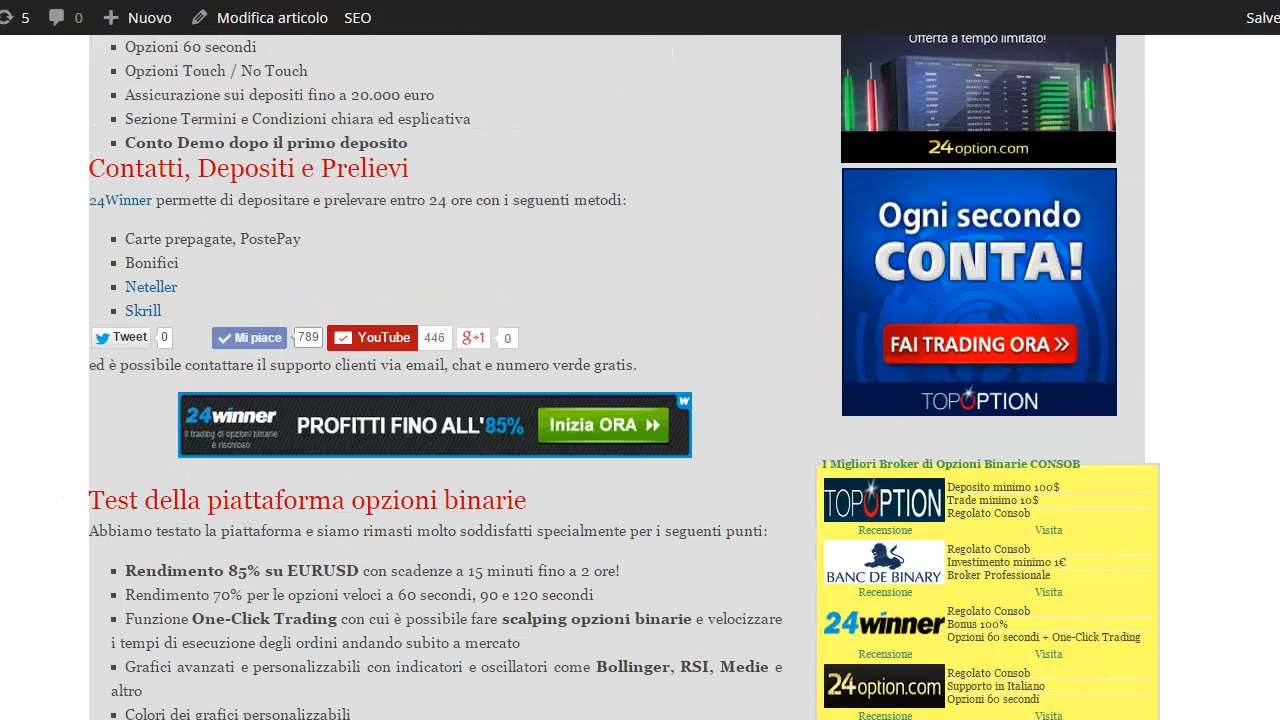 5 0 Nuovo Modifica articolo SEO Salve
Opzioni 60 secondi
Opzioni Touch / No Touch
Assicurazione sui depositi fino a 20.000 euro
Sezione Termini e Condizioni chiara ed esplicativa
Conto Demo dopo il primo deposito
Contatti, Depositi e Prelievi
24Winner permette di depositare e prelevare entro 24 ore con i seguenti metodi:
Carte prepagate, PostePay
Bonifici
Neteller
Skrill
Tweet 0 Mi piace 789 YouTube 446 g+1 0
ed è possibile contattare il supporto clienti via email, chat e numero verde gratis.
24winner
Il trading di opzioni binarie
è rischioso
PROFITTI FINO ALL'85%
Inizia ORA
w
Test della piattaforma opzioni binarie
Abbiamo testato la piattaforma e siamo rimasti molto soddisfatti specialmente per i seguenti punti:
Rendimento 85% su EURUSD con scadenze a 15 minuti fino a 2 ore!
Rendimento 70% per le opzioni veloci a 60 secondi, 90 e 120 secondi
Funzione One-Click Trading con cui è possibile fare scalping opzioni binarie e velocizzare
i tempi di esecuzione degli ordini andando subito a mercato
Grafici avanzati e personalizzabili con indicatori e oscillatori come Bollinger, RSI, Medie e
altro
Colori dei grafici personalizzabili
Offerta a tempo limitato!
24option.com
Ogni secondo
CONTA!
FAI TRADING ORA
TOPOPTION
I Migliori Broker di Opzioni Binarie CONSOB
TOPOPTION
Deposito minimo 100$
Trade minimo 10$
Regolato Consob
Recensione Visita
BANC DE BINARY
Regolato Consob
Investimento minimo 1€
Broker Professionale
Recensione Visita
24winner
Regolato Consob
Bonus 100%
Opzioni 60 secondi + One-Click Trading
Recensione Visita
24option.com
Regolato Consob
Supporto in Italiano
Opzioni 60 secondi
Recensione Visita